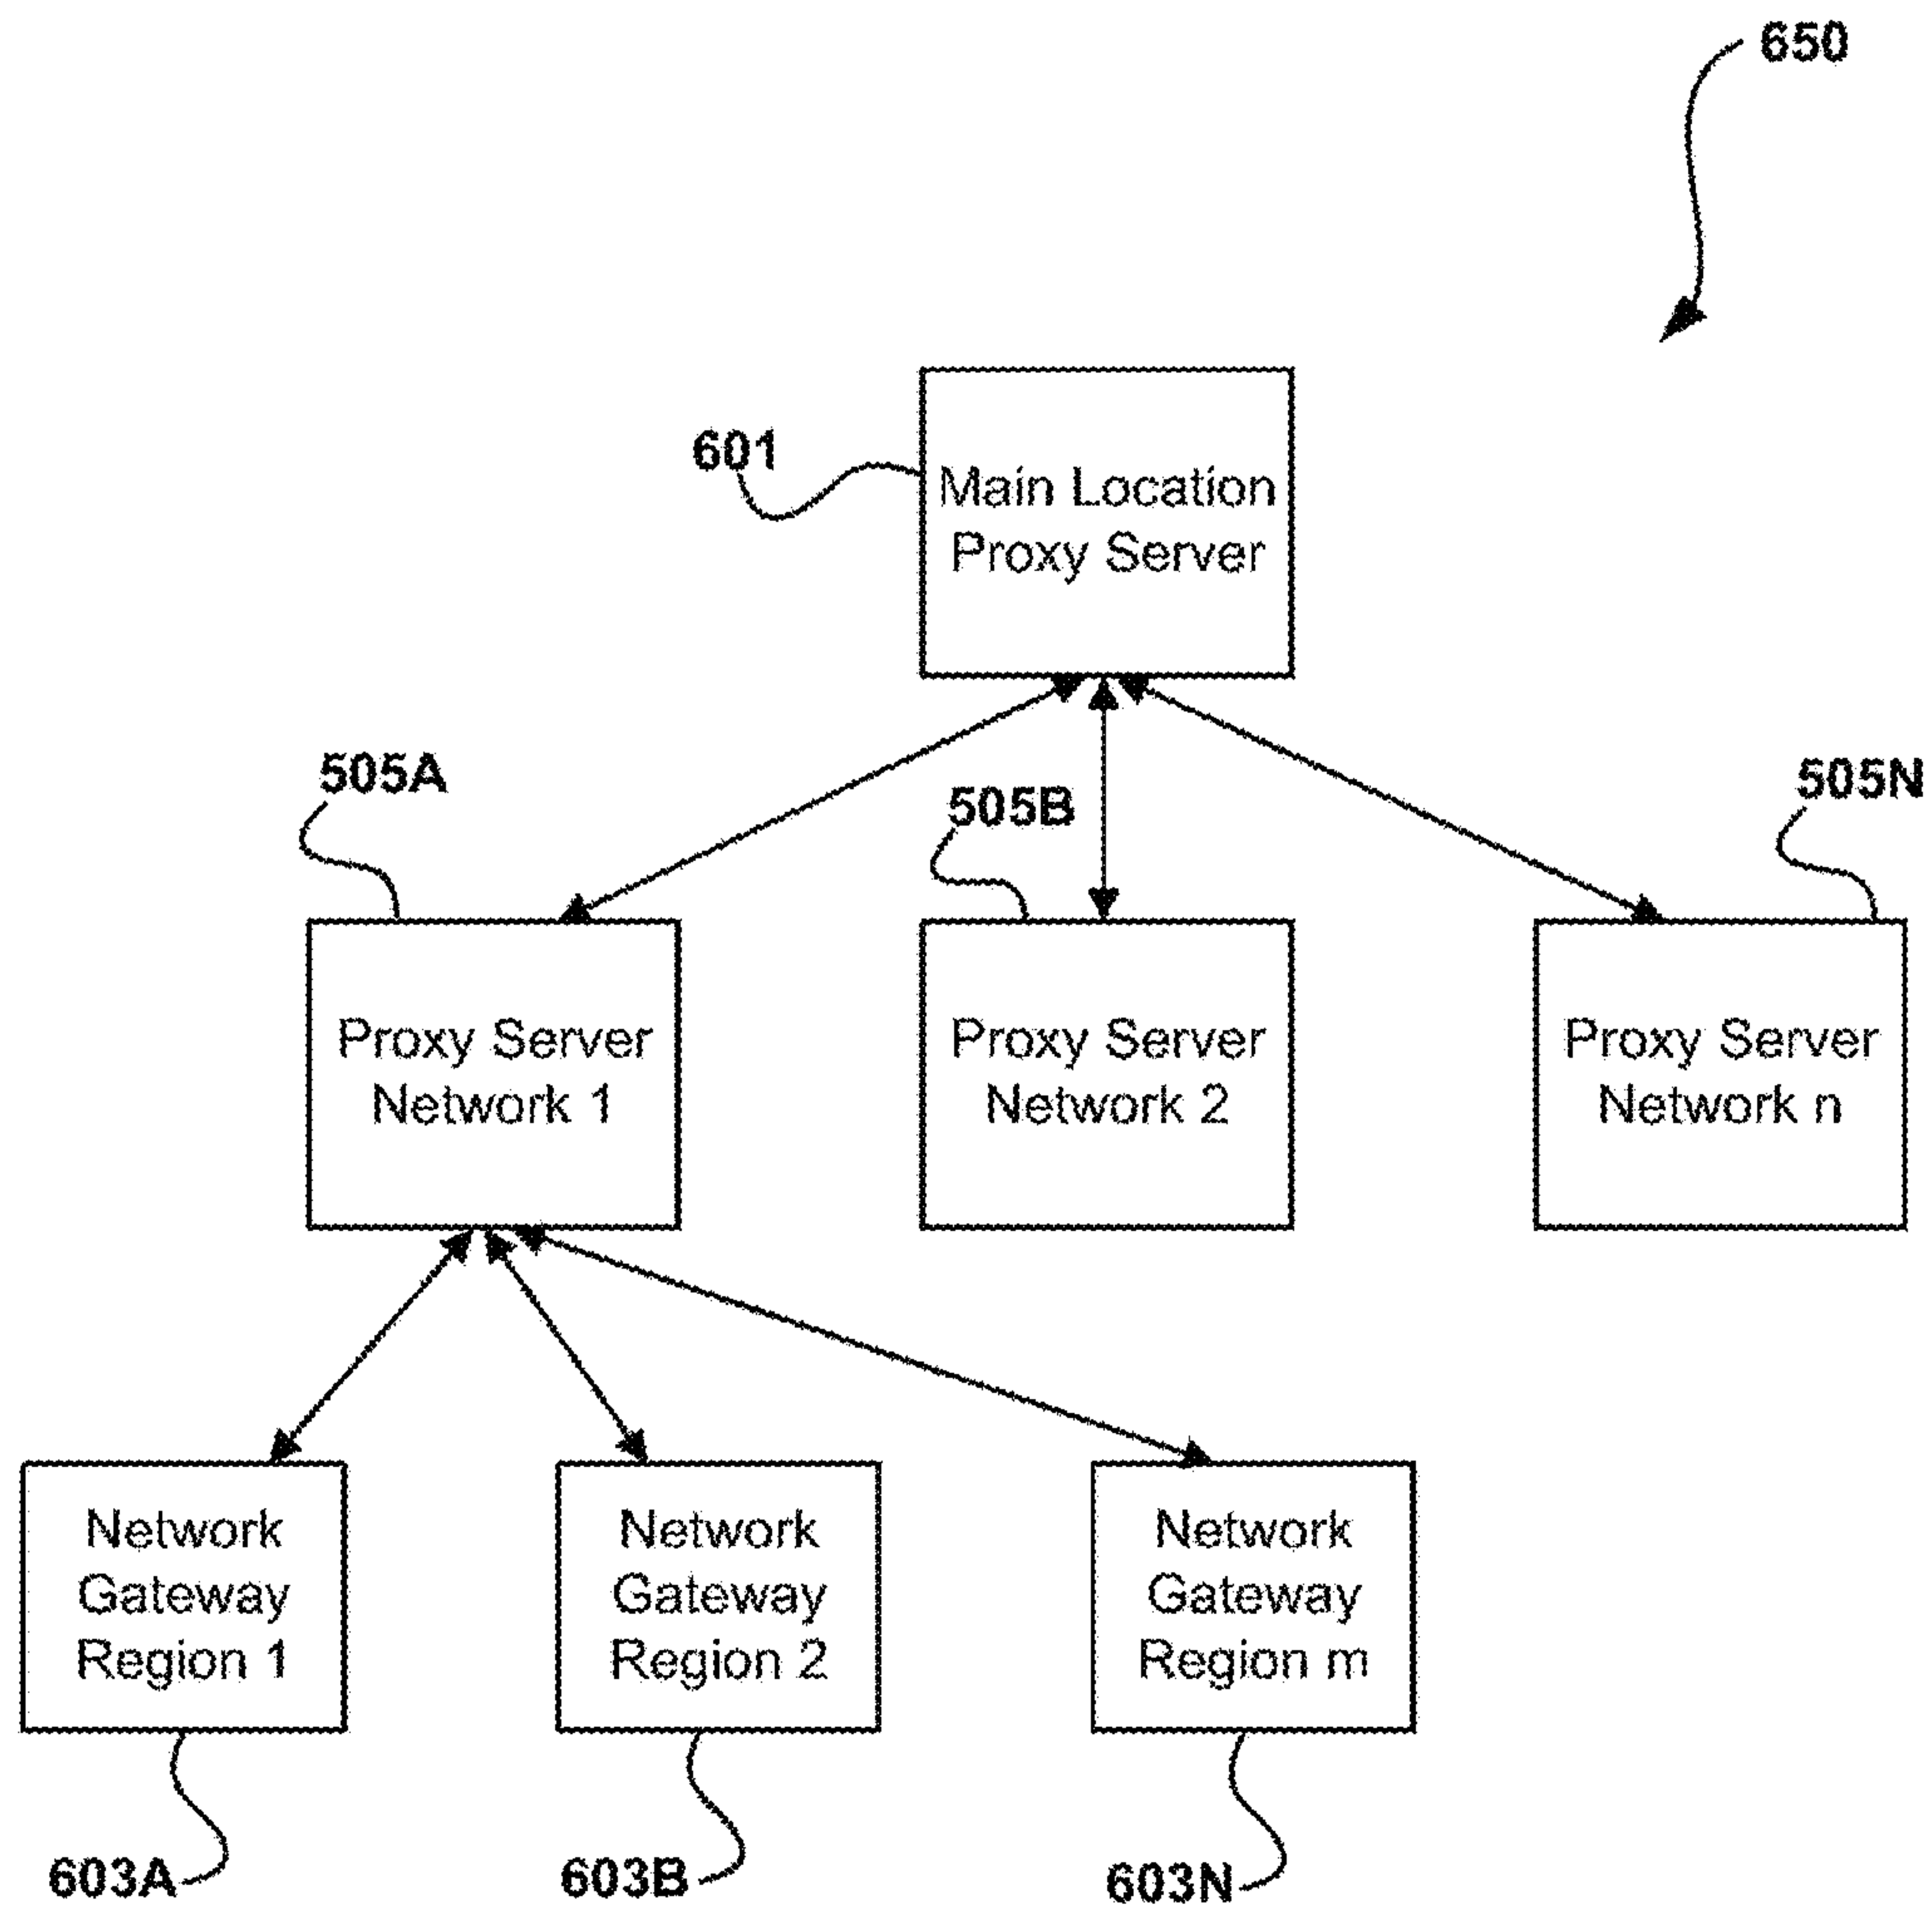 650
601
Main Location
Proxy Server
505A
505B
505N
Proxy Server
Network 1
Proxy Server
Network 2
Proxy Server
Network n
Network
Gateway
Region 1
Network
Gateway
Region 2
Network
Gateway
Region m
603A
603B
603N